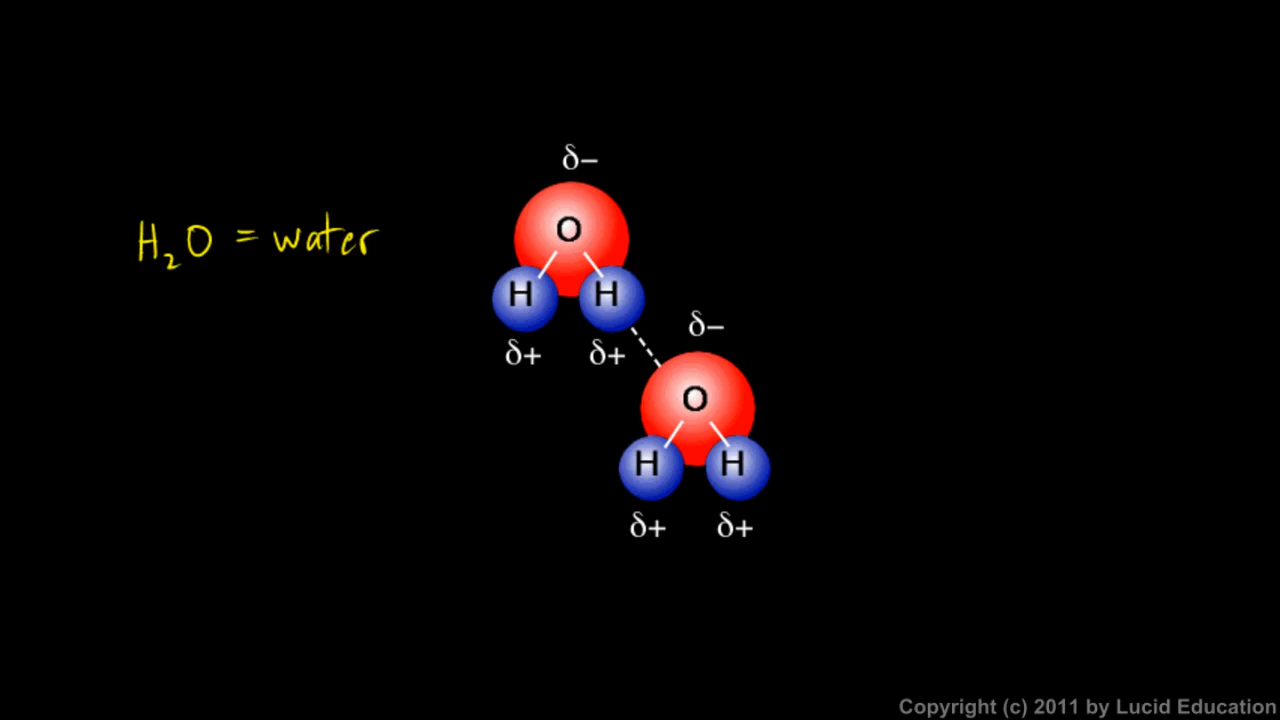 δ−
H₂O = water
O
H H
δ+ δ+
δ−
O
H H
δ+ δ+
Copyright (c) 2011 by Lucid Education